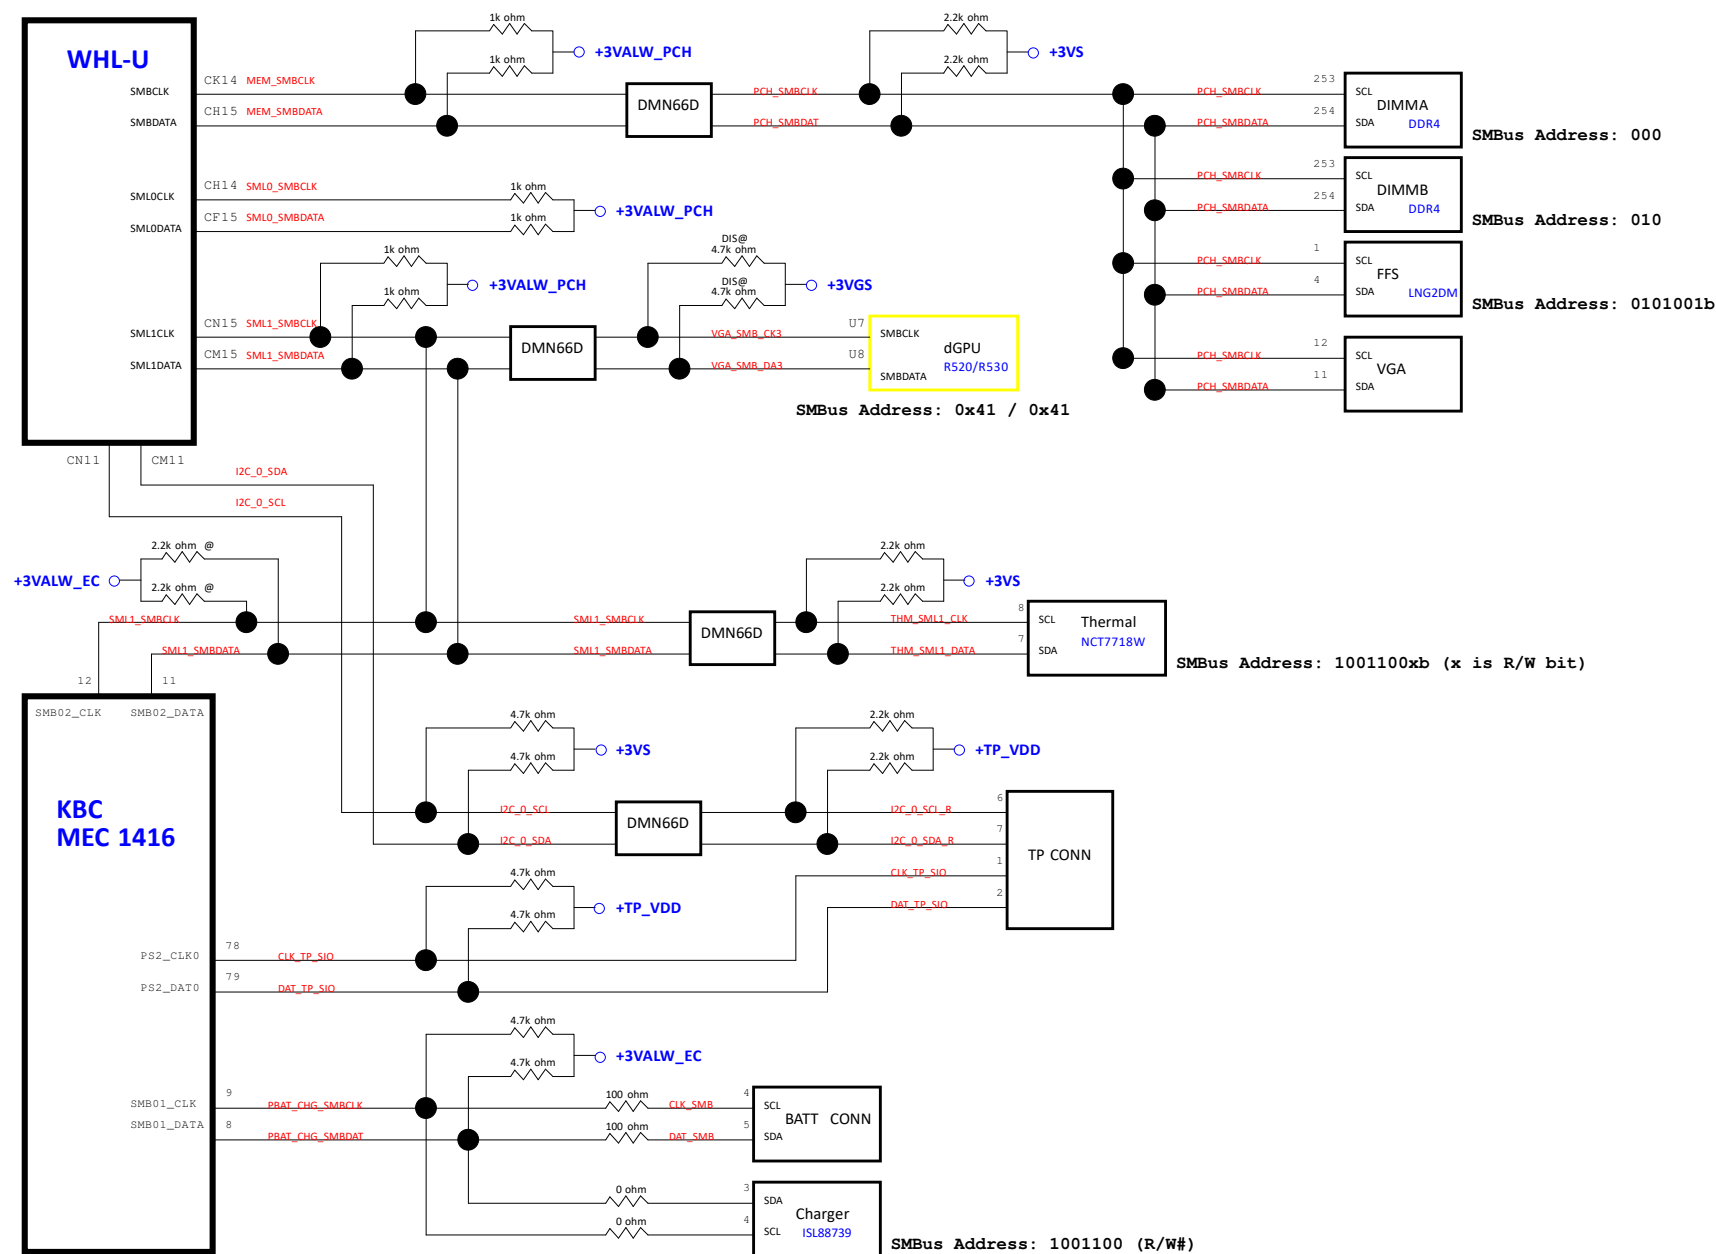 WHL-U
SMBCLK
SMBDATA
SML0CLK
SML0DATA
SML1CLK
SML1DATA
CK14 MEM_SMBCLK
CH15 MEM_SMBDATA
1k ohm
1k ohm
+3VALW_PCH
DMN66D
PCH_SMBCLK
PCH_SMBDAT
2.2k ohm
2.2k ohm
+3VS
PCH_SMBCLK
PCH_SMBDATA
253
254
SCL
SDA
DIMMA
DDR4
SMBus Address: 000
PCH_SMBCLK
PCH_SMBDATA
253
254
SCL
SDA
DIMMB
DDR4
SMBus Address: 010
PCH_SMBCLK
PCH_SMBDATA
1
4
SCL
SDA
FFS
LNG2DM
SMBus Address: 0101001b
PCH_SMBCLK
PCH_SMBDATA
12
11
SCL
SDA
VGA
CH14 SML0_SMBCLK
CF15 SML0_SMBDATA
1k ohm
1k ohm
+3VALW_PCH
CN15 SML1_SMBCLK
CM15 SML1_SMBDATA
1k ohm
1k ohm
+3VALW_PCH
DMN66D
DIS@
4.7k ohm
DIS@
4.7k ohm
+3VGS
VGA_SMB_CK3
VGA_SMB_DA3
U7
U8
SMBCLK
SMBDATA
dGPU
R520/R530
SMBus Address: 0x41 / 0x41
CN11
CM11
I2C_0_SDA
I2C_0_SCL
2.2k ohm @
2.2k ohm @
+3VALW_EC
SML1_SMBCLK
SML1_SMBDATA
SML1_SMBCLK
SML1_SMBDATA
DMN66D
2.2k ohm
2.2k ohm
+3VS
THM_SML1_CLK
THM_SML1_DATA
8
7
SCL
SDA
Thermal
NCT7718W
SMBus Address: 1001100xb (x is R/W bit)
12
11
SMB02_CLK
SMB02_DATA
KBC
MEC 1416
4.7k ohm
4.7k ohm
+3VS
I2C_0_SCL
I2C_0_SDA
DMN66D
2.2k ohm
2.2k ohm
+TP_VDD
I2C_0_SCL_R
I2C_0_SDA_R
CLK_TP_SIO
DAT_TP_SIO
6
7
1
2
TP CONN
4.7k ohm
4.7k ohm
+TP_VDD
PS2_CLK0
PS2_DAT0
78
79
CLK_TP_SIO
DAT_TP_SIO
4.7k ohm
4.7k ohm
+3VALW_EC
SMB01_CLK
SMB01_DATA
9
8
PBAT_CHG_SMBCLK
PBAT_CHG_SMBDAT
100 ohm
100 ohm
CLK_SMB
DAT_SMB
4
5
SCL
SDA
BATT CONN
0 ohm
0 ohm
3
4
SDA
SCL
Charger
ISL88739
SMBus Address: 1001100 (R/W#)